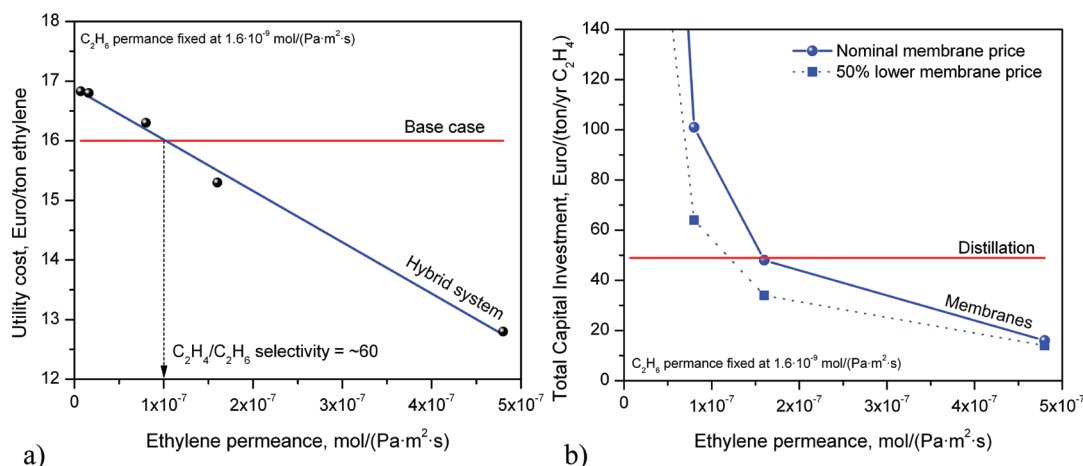 C₂H₆ permance fixed at 1.6·10⁻⁹ mol/(Pa·m²·s)
18
17
16
15
14
13
12
Utility cost, Euro/ton ethylene
Base case
Hybrid system
C₂H₄/C₂H₆ selectivity = ~60
0
1x10⁻⁷
2x10⁻⁷
3x10⁻⁷
4x10⁻⁷
5x10⁻⁷
Ethylene permeance, mol/(Pa·m²·s)
a)
140
120
100
80
60
40
20
0
Total Capital Investment, Euro/(ton/yr C₂H₄)
Nominal membrane price
50% lower membrane price
Distillation
Membranes
C₂H₆ permance fixed at 1.6·10⁻⁹ mol/(Pa·m²·s)
0
1x10⁻⁷
2x10⁻⁷
3x10⁻⁷
4x10⁻⁷
5x10⁻⁷
Ethylene permeance, mol/(Pa·m²·s)
b)